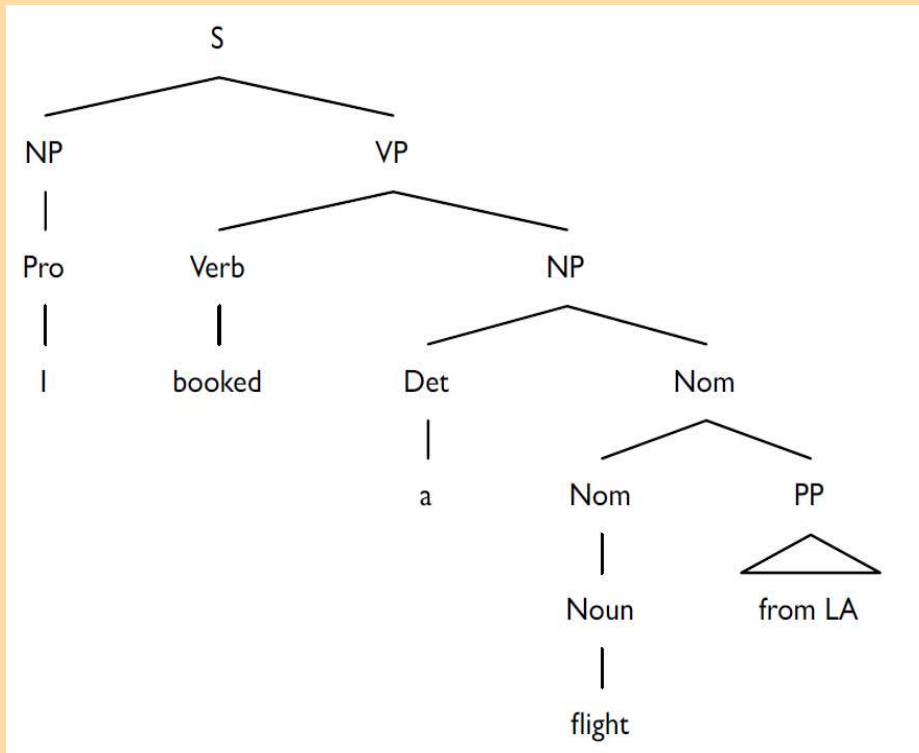 S
NP VP
Pro Verb NP
I booked Det Nom
a Nom PP
Noun from LA
flight